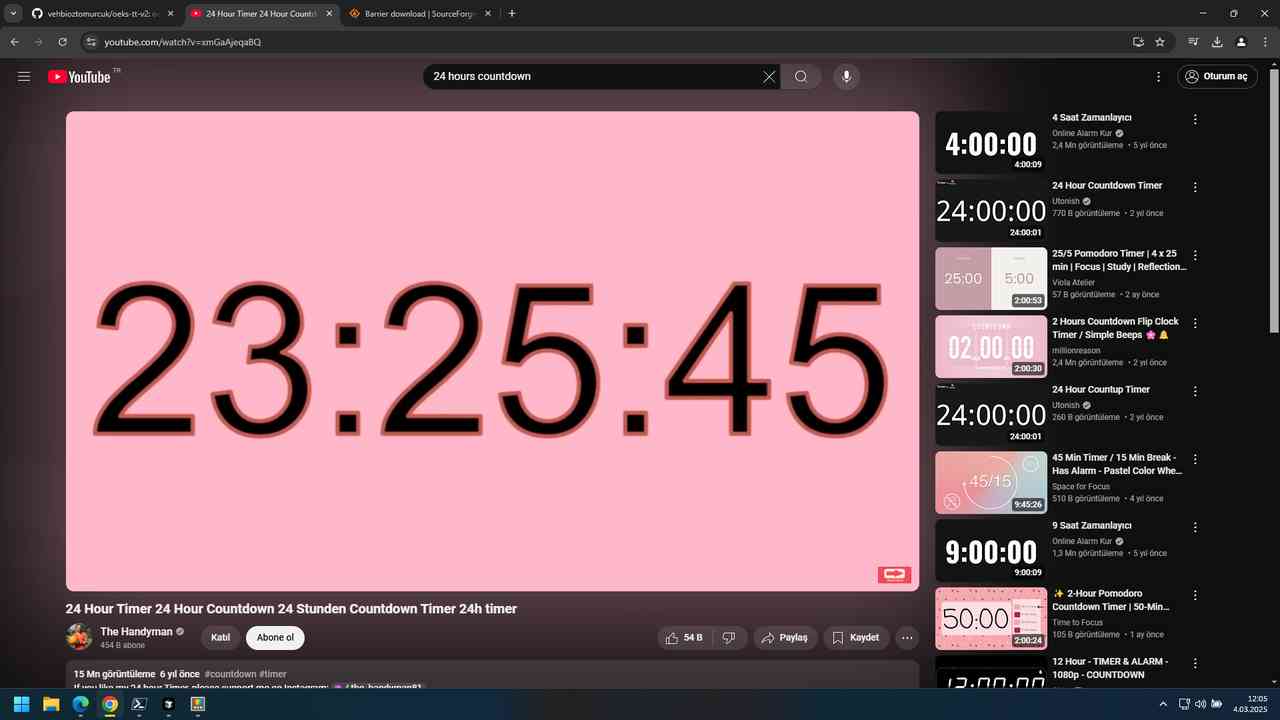 vehbioztomurcuk/oeks-tt-v2: o
24 Hour Timer 24 Hour Countd
Barrier download | SourceForge
youtube.com/watch?v=xmGaAjeqaBQ
YouTube TR
24 hours countdown
Oturum aç
23:25:45
24 Hour Timer 24 Hour Countdown 24 Stunden Countdown Timer 24h timer
The Handyman
454 B abone
Katıl
Abone ol
54 B
Paylaş
Kaydet
15 Mn görüntüleme 6 yıl önce #countdown #timer
If you like my 24 hour Timer, please support me on Instagram: / the_handyman81
4:00:00
4:00:09
4 Saat Zamanlayıcı
Online Alarm Kur
2,4 Mn görüntüleme • 5 yıl önce
24:00:00
24:00:01
24 Hour Countdown Timer
Utonish
770 B görüntüleme • 2 yıl önce
25:00
5:00
2:00:53
25/5 Pomodoro Timer | 4 x 25
min | Focus | Study | Reflection...
Viola Atelier
57 B görüntüleme • 2 ay önce
COUNTDOWN
02 00 00
2:00:30
2 Hours Countdown Flip Clock
Timer / Simple Beeps 🌸 🔔
millionreason
2,4 Mn görüntüleme • 2 yıl önce
24:00:00
24:00:01
24 Hour Countup Timer
Utonish
260 B görüntüleme • 2 yıl önce
45/15
9:45:26
45 Min Timer / 15 Min Break -
Has Alarm - Pastel Color Whe...
Space for Focus
510 B görüntüleme • 4 yıl önce
9:00:00
9:00:09
9 Saat Zamanlayıcı
Online Alarm Kur
1,3 Mn görüntüleme • 5 yıl önce
50:00
2:00:24
✨ 2-Hour Pomodoro
Countdown Timer | 50-Min...
Time to Focus
105 B görüntüleme • 1 ay önce
12:00:00
12 Hour - TIMER & ALARM -
1080p - COUNTDOWN
12:05
4.03.2025